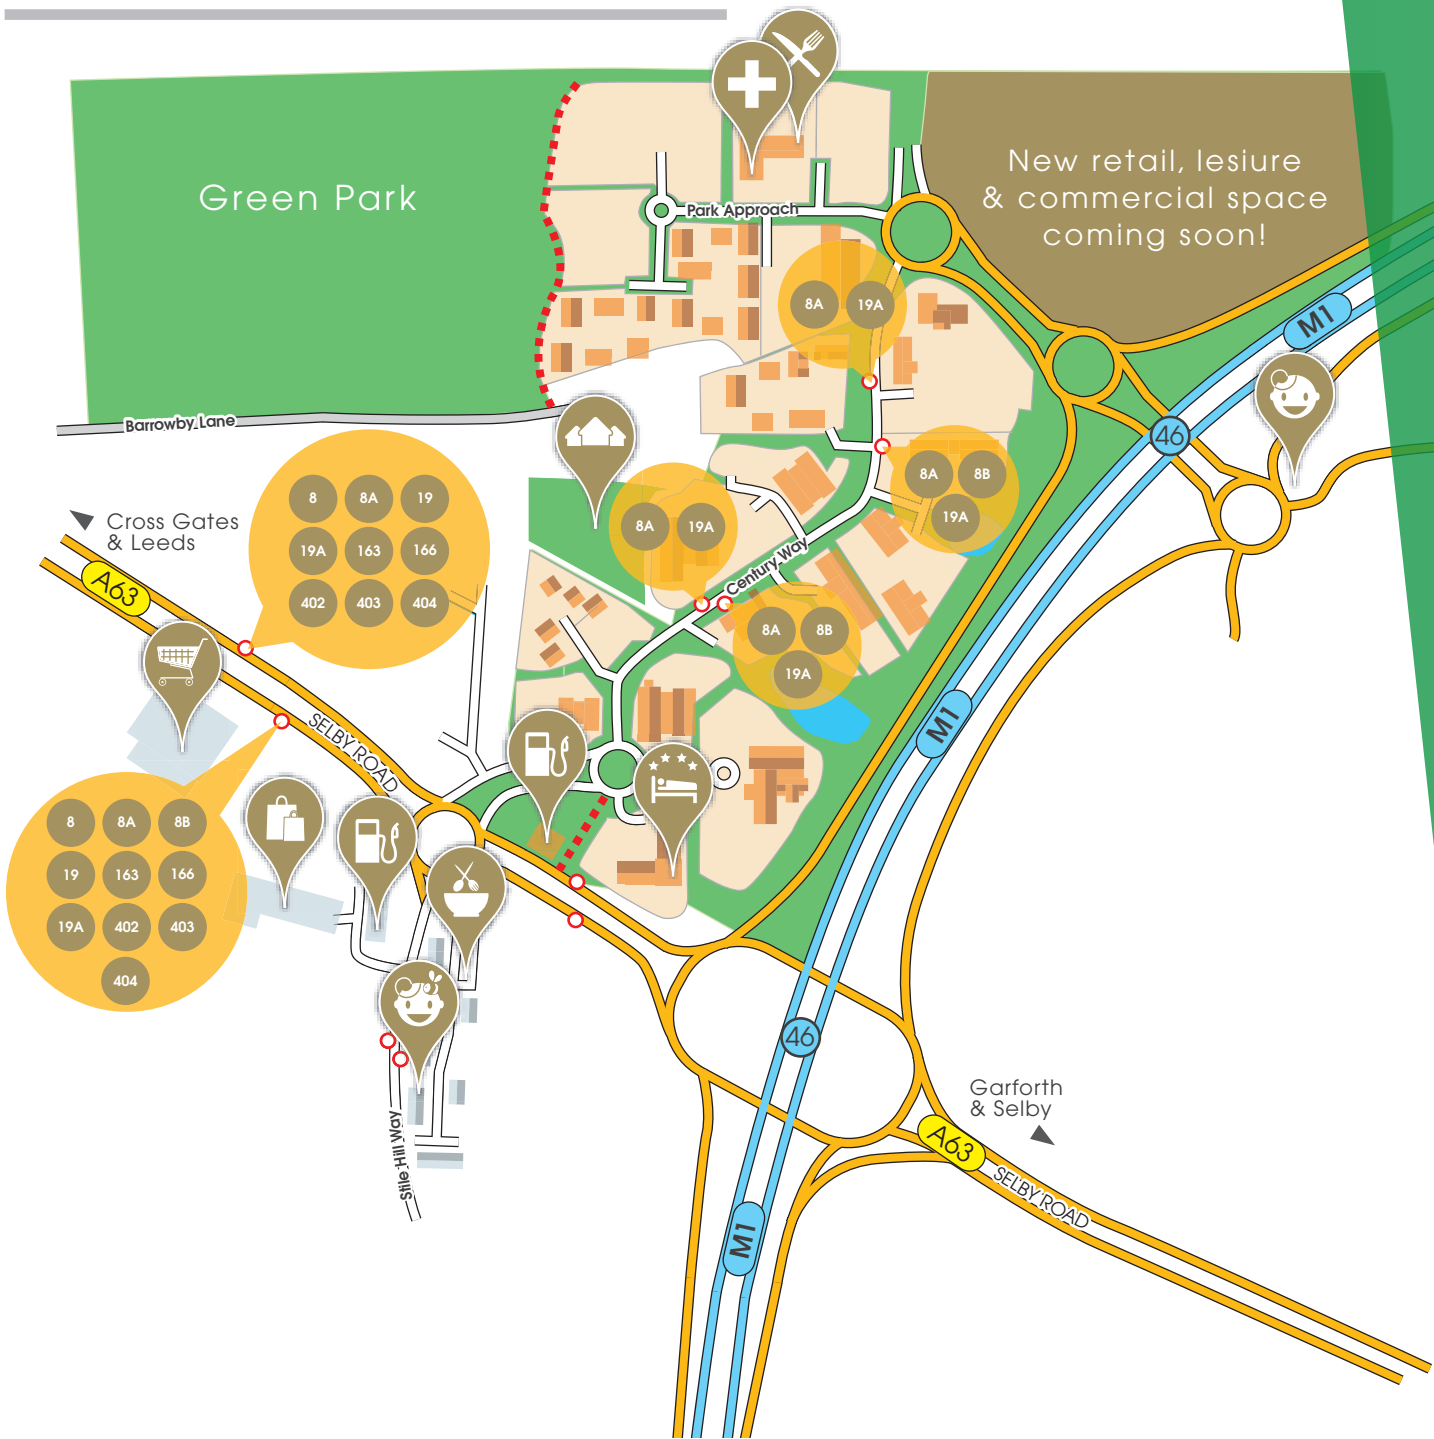 Green Park
New retail, lesiure
& commercial space
coming soon!
Park Approach
8A
19A
M1
Barrowby Lane
46
8
8A
19
19A
163
166
402
403
404
Cross Gates
& Leeds
A63
8A
19A
8A
8B
19A
Century Way
8A
8B
19A
M1
SELBY ROAD
8
8A
8B
19
163
166
19A
402
403
404
46
Garforth
& Selby
A63
SELBY ROAD
Stile Hill Way
M1